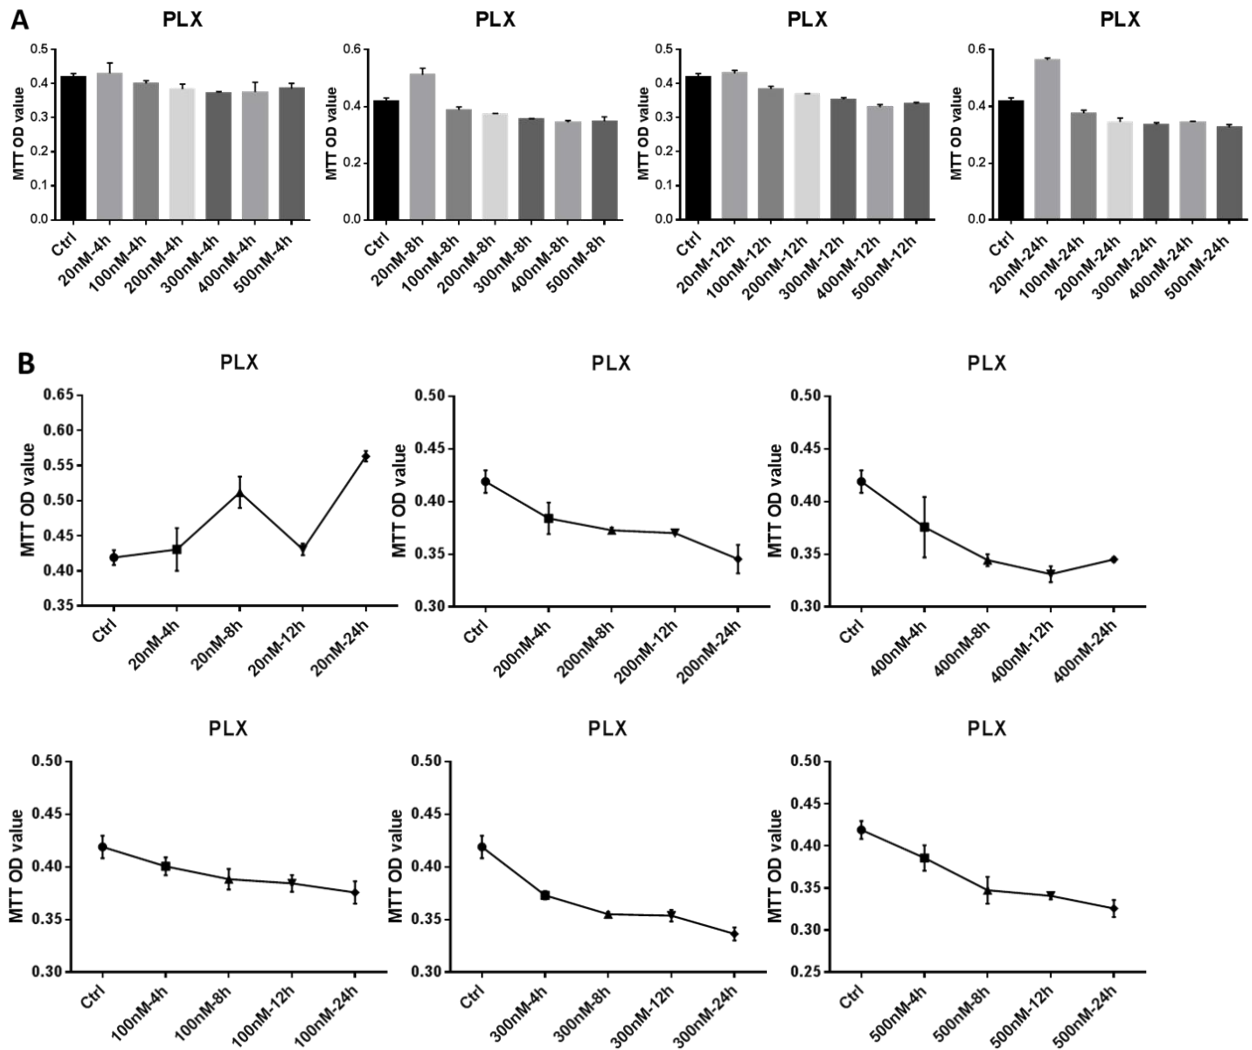 A
PLX
MTT OD value
0.5
0.4
0.3
0.2
0.1
0.0
Ctrl
20nM-4h
100nM-4h
200nM-4h
300nM-4h
400nM-4h
500nM-4h
PLX
MTT OD value
0.6
0.4
0.2
0.0
Ctrl
20nM-8h
100nM-8h
200nM-8h
300nM-8h
400nM-8h
500nM-8h
PLX
MTT OD value
0.5
0.4
0.3
0.2
0.1
0.0
Ctrl
20nM-12h
100nM-12h
200nM-12h
300nM-12h
400nM-12h
500nM-12h
PLX
MTT OD value
0.6
0.4
0.2
0.0
Ctrl
20nM-24h
100nM-24h
200nM-24h
300nM-24h
400nM-24h
500nM-24h
B
PLX
MTT OD value
0.65
0.60
0.55
0.50
0.45
0.40
0.35
Ctrl
20nM-4h
20nM-8h
20nM-12h
20nM-24h
PLX
MTT OD value
0.50
0.45
0.40
0.35
0.30
Ctrl
200nM-4h
200nM-8h
200nM-12h
200nM-24h
PLX
MTT OD value
0.50
0.45
0.40
0.35
0.30
Ctrl
400nM-4h
400nM-8h
400nM-12h
400nM-24h
PLX
MTT OD value
0.50
0.45
0.40
0.35
0.30
Ctrl
100nM-4h
100nM-8h
100nM-12h
100nM-24h
PLX
MTT OD value
0.50
0.45
0.40
0.35
0.30
Ctrl
300nM-4h
300nM-8h
300nM-12h
300nM-24h
PLX
MTT OD value
0.50
0.45
0.40
0.35
0.30
0.25
Ctrl
500nM-4h
500nM-8h
500nM-12h
500nM-24h